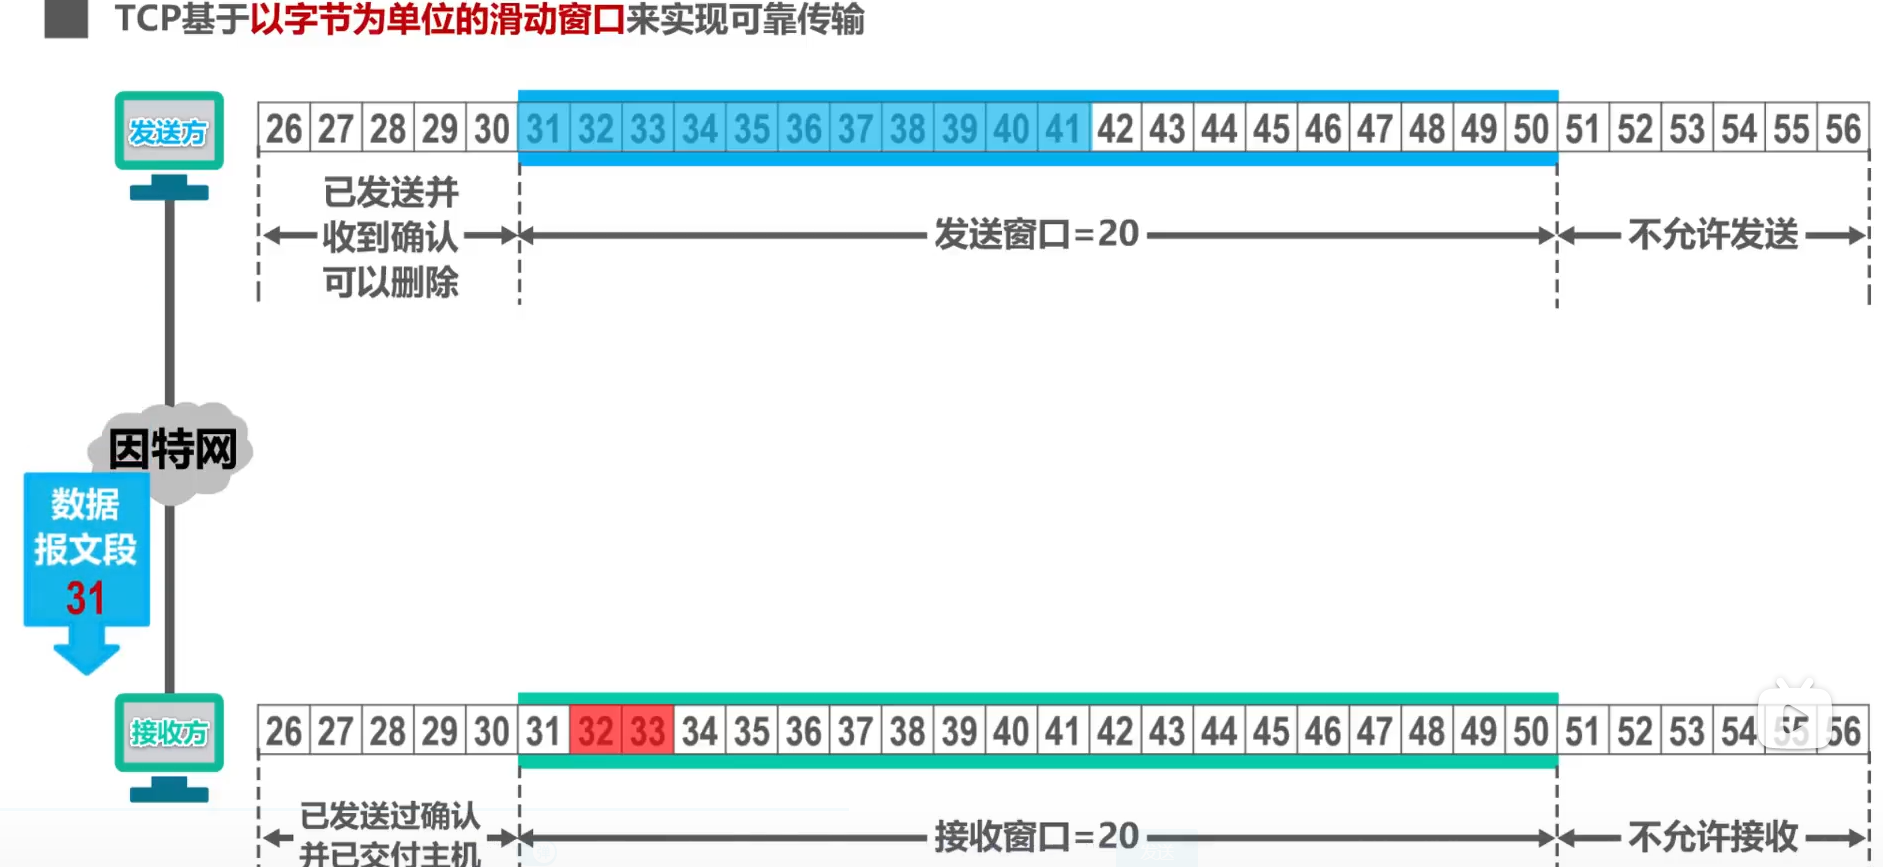 TCP基于以字节为单位的滑动窗口来实现可靠传输
发送方
26 27 28 29 30 31 32 33 34 35 36 37 38 39 40 41 42 43 44 45 46 47 48 49 50 51 52 53 54 55 56
已发送并
收到确认
可以删除
发送窗口=20
不允许发送
因特网
数据
报文段
31
接收方
26 27 28 29 30 31 32 33 34 35 36 37 38 39 40 41 42 43 44 45 46 47 48 49 50 51 52 53 54 55 56
已发送过确认
并已交付主机
接收窗口=20
不允许接收